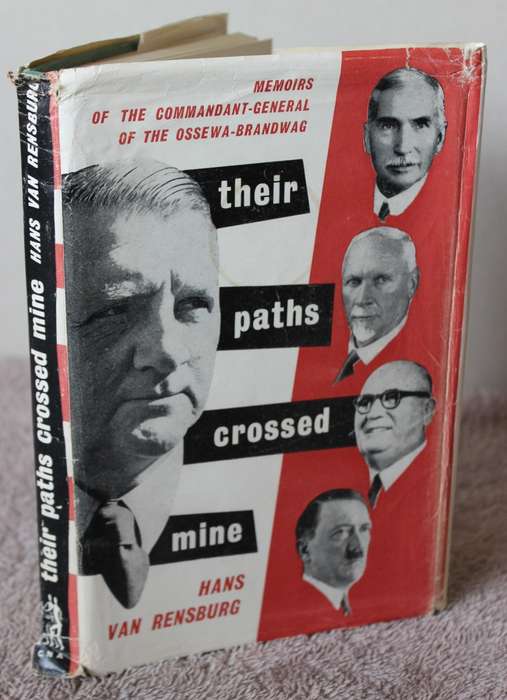 MEMOIRS
OF THE COMMANDANT-GENERAL
OF THE OSSEWA-BRANDWAG
their
paths
crossed
mine
HANS
VAN RENSBURG
their paths crossed mine HANS VAN RENSBURG